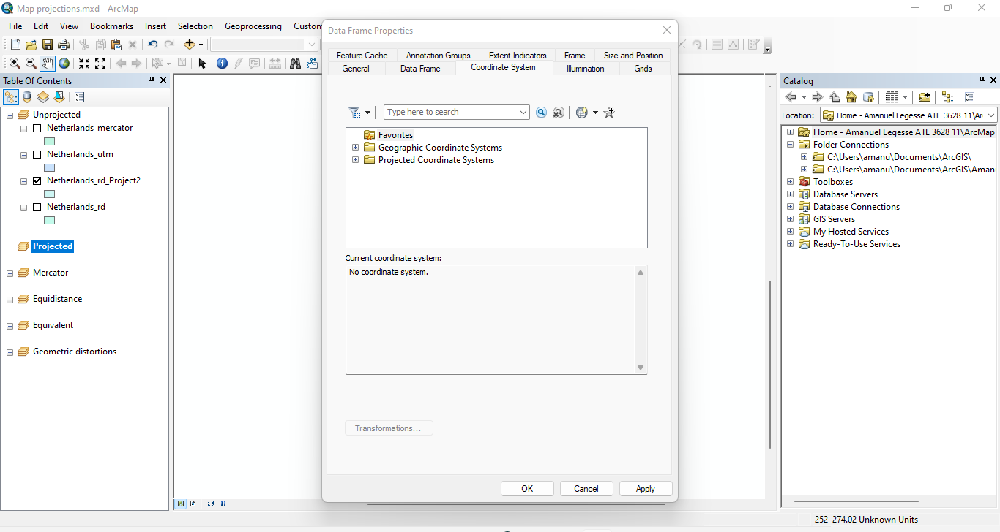 Map projections.mxd - ArcMap
File Edit View Bookmarks Insert Selection Geoprocessing Custom
Table Of Contents
Unprojected
Netherlands_mercator
Netherlands_utm
Netherlands_rd_Project2
Netherlands_rd
Projected
Mercator
Equidistance
Equivalent
Geometric distortions
Data Frame Properties
Feature Cache Annotation Groups Extent Indicators Frame Size and Position
General Data Frame Coordinate System Illumination Grids
Type here to search
Favorites
Geographic Coordinate Systems
Projected Coordinate Systems
Current coordinate system:
No coordinate system.
Transformations...
OK Cancel Apply
Catalog
Location: Home - Amanuel Legesse ATE 3628 11\Ar
Home - Amanuel Legesse ATE 3628 11\ArcMap
Folder Connections
C:\Users\amanu\Documents\ArcGIS\
C:\Users\amanu\Documents\ArcGIS\Amanu
Toolboxes
Database Servers
Database Connections
GIS Servers
My Hosted Services
Ready-To-Use Services
252 274.02 Unknown Units